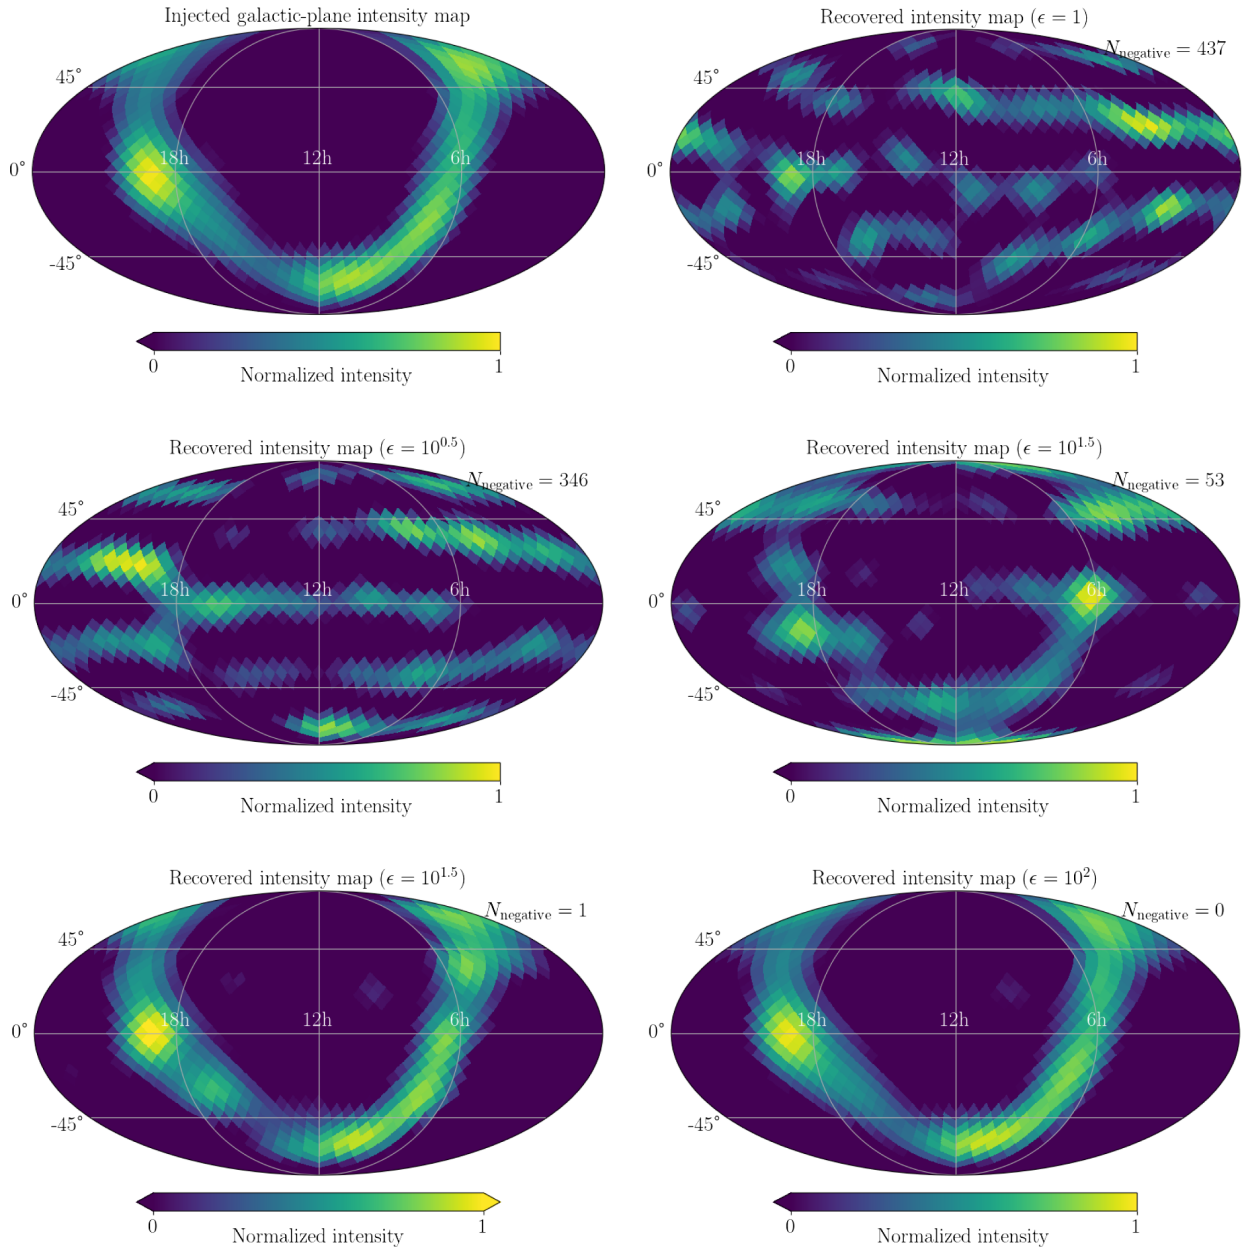 Injected galactic-plane intensity map
45°
0°
-45°
18h
12h
6h
0
1
Normalized intensity
Recovered intensity map (ϵ = 1)
N_negative = 437
45°
0°
-45°
18h
12h
6h
0
1
Normalized intensity
Recovered intensity map (ϵ = 10^0.5)
N_negative = 346
45°
0°
-45°
18h
12h
6h
0
1
Normalized intensity
Recovered intensity map (ϵ = 10^1.5)
N_negative = 53
45°
0°
-45°
18h
12h
6h
0
1
Normalized intensity
Recovered intensity map (ϵ = 10^1.5)
N_negative = 1
45°
0°
-45°
18h
12h
6h
0
1
Normalized intensity
Recovered intensity map (ϵ = 10^2)
N_negative = 0
45°
0°
-45°
18h
12h
6h
0
1
Normalized intensity